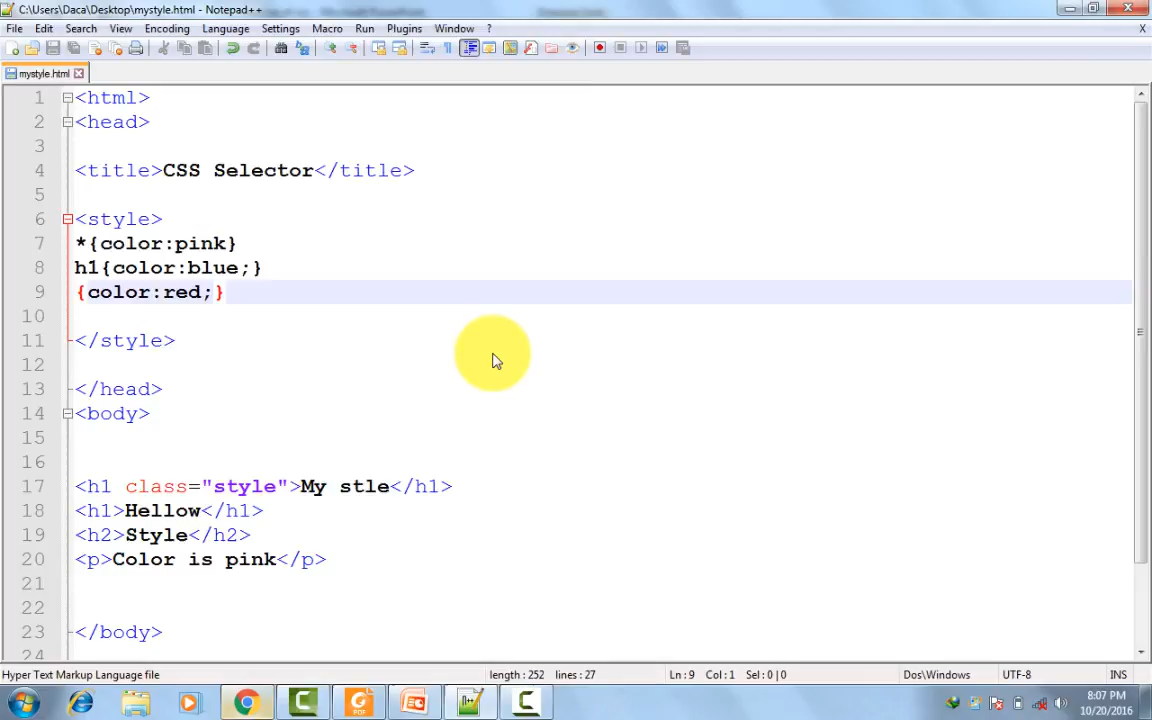 C:\Users\Daca\Desktop\mystyle.html - Notepad++
File Edit Search View Encoding Language Settings Macro Run Plugins Window ? X
mystyle.html
1 <html>
2 <head>
3
4 <title>CSS Selector</title>
5
6 <style>
7 *{color:pink}
8 h1{color:blue;}
9 {color:red;}
10
11 </style>
12
13 </head>
14 <body>
15
16
17 <h1 class="style">My stle</h1>
18 <h1>Hellow</h1>
19 <h2>Style</h2>
20 <p>Color is pink</p>
21
22
23 </body>
24
Hyper Text Markup Language file length : 252 lines : 27 Ln : 9 Col : 1 Sel : 0 | 0 Dos\Windows UTF-8 INS
8:07 PM
10/20/2016